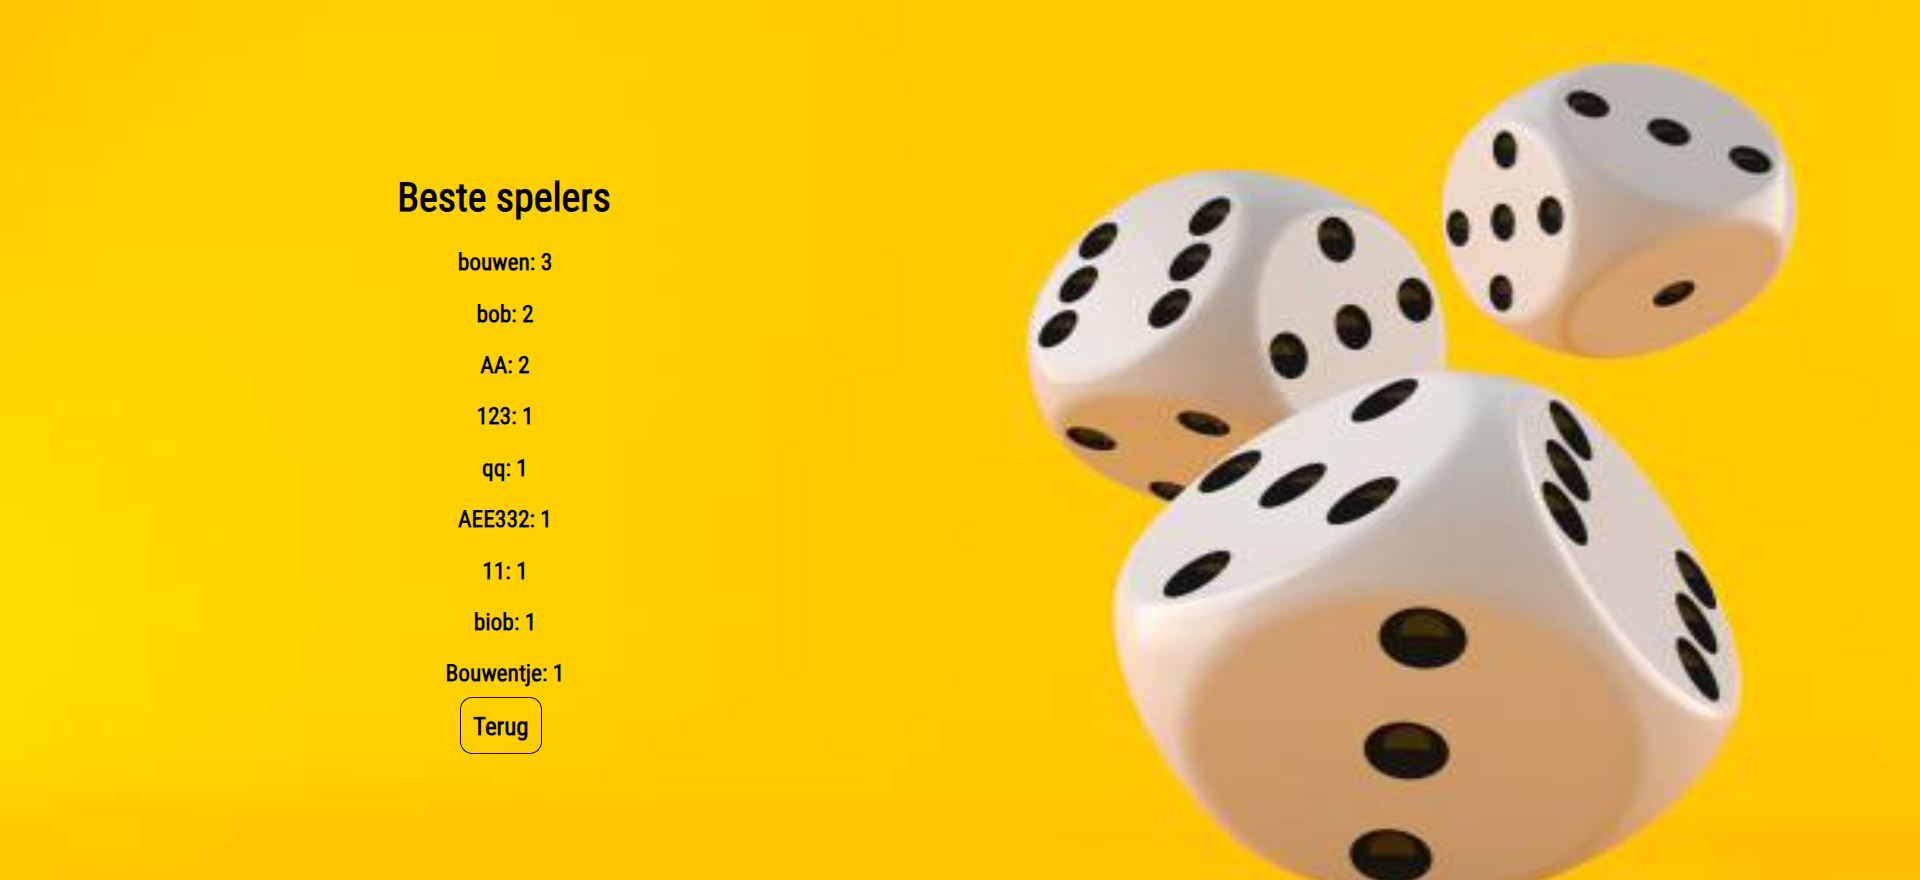 Beste spelers
bouwen: 3
bob: 2
AA: 2
123: 1
qq: 1
AEE332: 1
11: 1
biob: 1
Bouwentje: 1
Terug